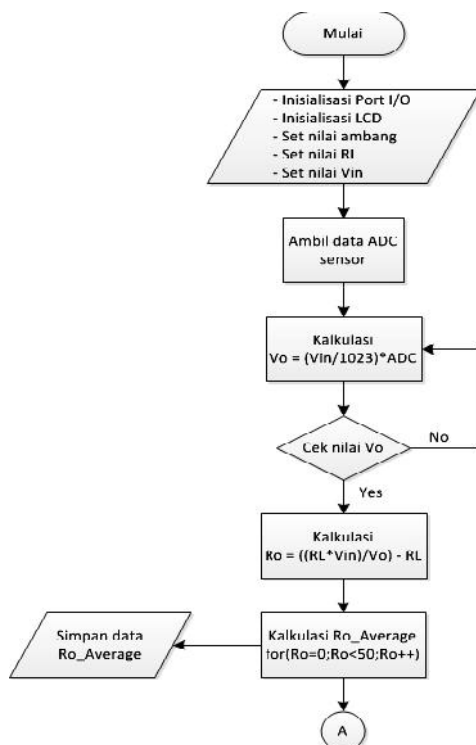 Mulai
- Inisialisasi Port I/O
- Inisialisasi LCD
- Set nilai ambang
- Set nilai RL
- Set nilai Vin
Ambil data ADC
sensor
Kalkulasi
Vo = (Vin/1023)*ADC
Cek nilai Vo
No
Yes
Kalkulasi
Ro = ((RL*Vin)/Vo) - RL
Simpan data
Ro_Average
Kalkulasi Ro_Average
for(Ro=0;Ro<50;Ro++)
A